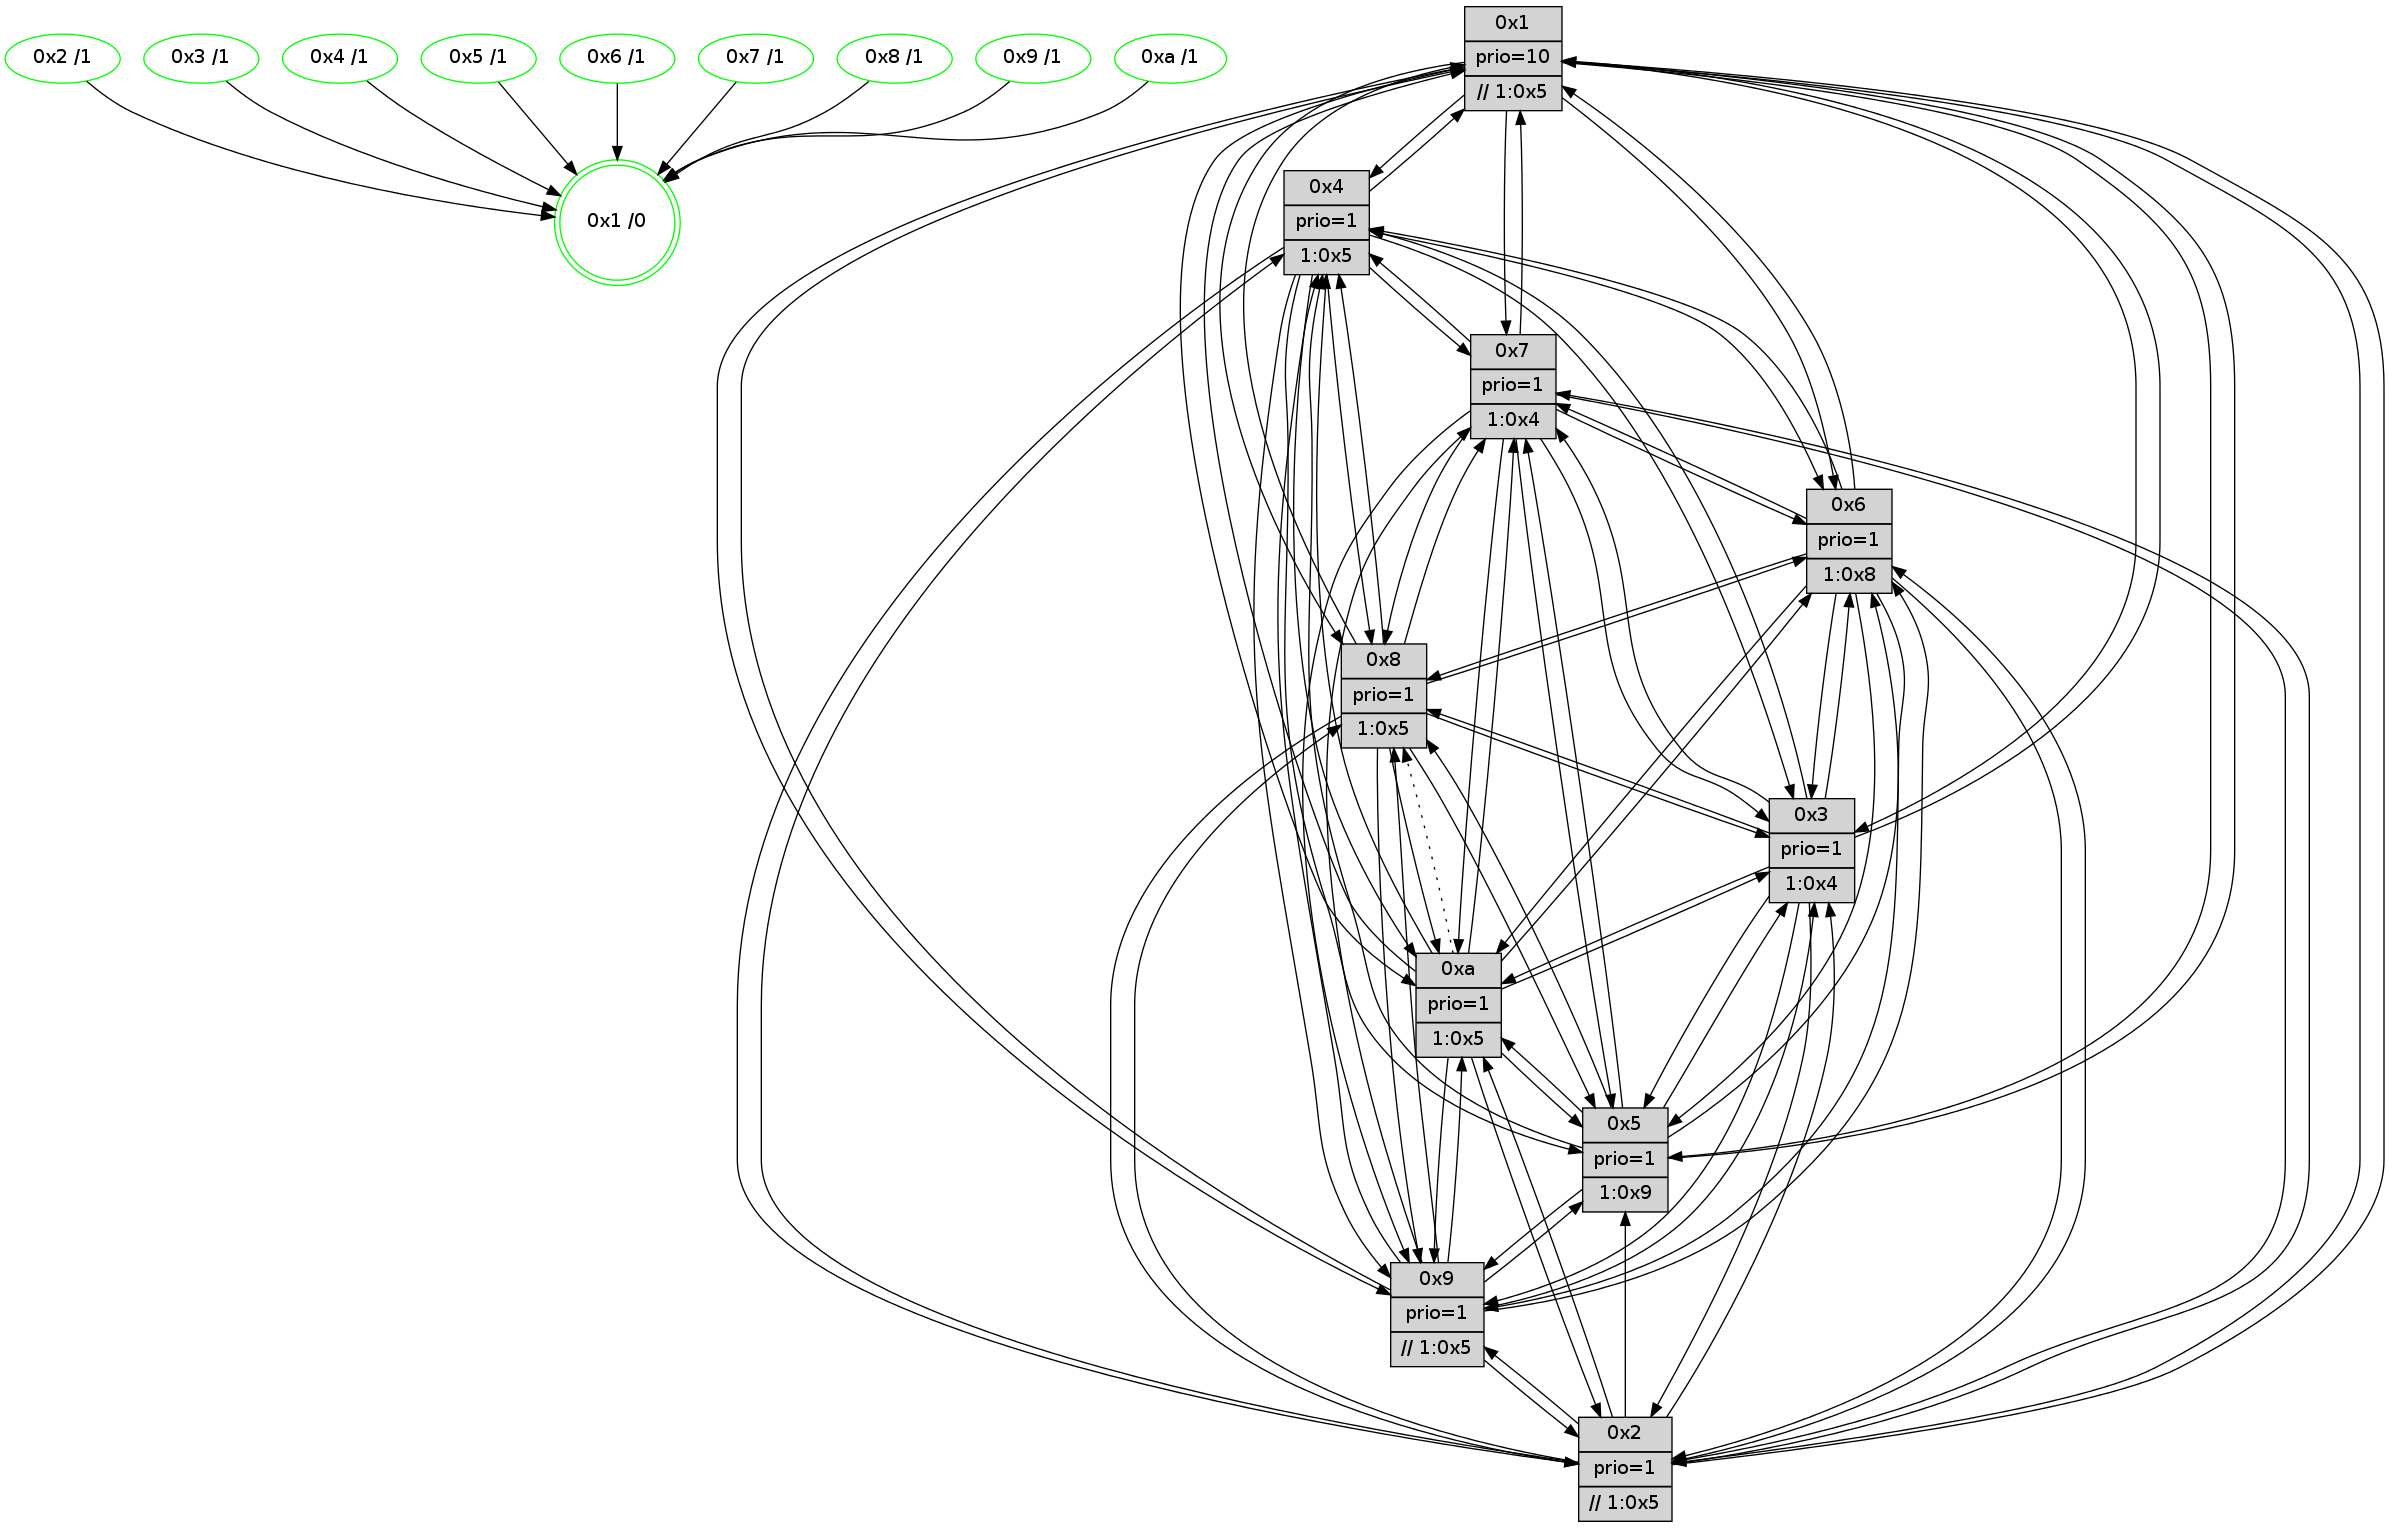 0x2 /1
0x3 /1
0x4 /1
0x5 /1
0x6 /1
0x7 /1
0x8 /1
0x9 /1
0xa /1
0x1 /0
0x1
prio=10
// 1:0x5
0x4
prio=1
1:0x5
0x7
prio=1
1:0x4
0x6
prio=1
1:0x8
0x8
prio=1
1:0x5
0x3
prio=1
1:0x4
0xa
prio=1
1:0x5
0x5
prio=1
1:0x9
0x9
prio=1
// 1:0x5
0x2
prio=1
// 1:0x5